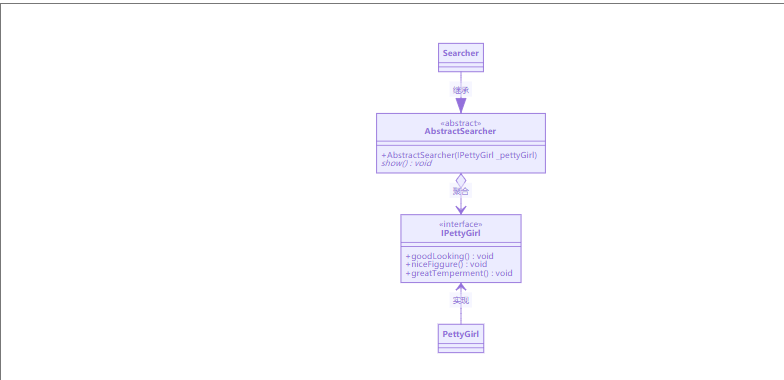 Searcher
继承
«abstract»
AbstractSearcher
+AbstractSearcher(IPettyGirl _pettyGirl)
show() : void
聚合
«interface»
IPettyGirl
+goodLooking() : void
+niceFiggure() : void
+greatTemperment() : void
实现
PettyGirl